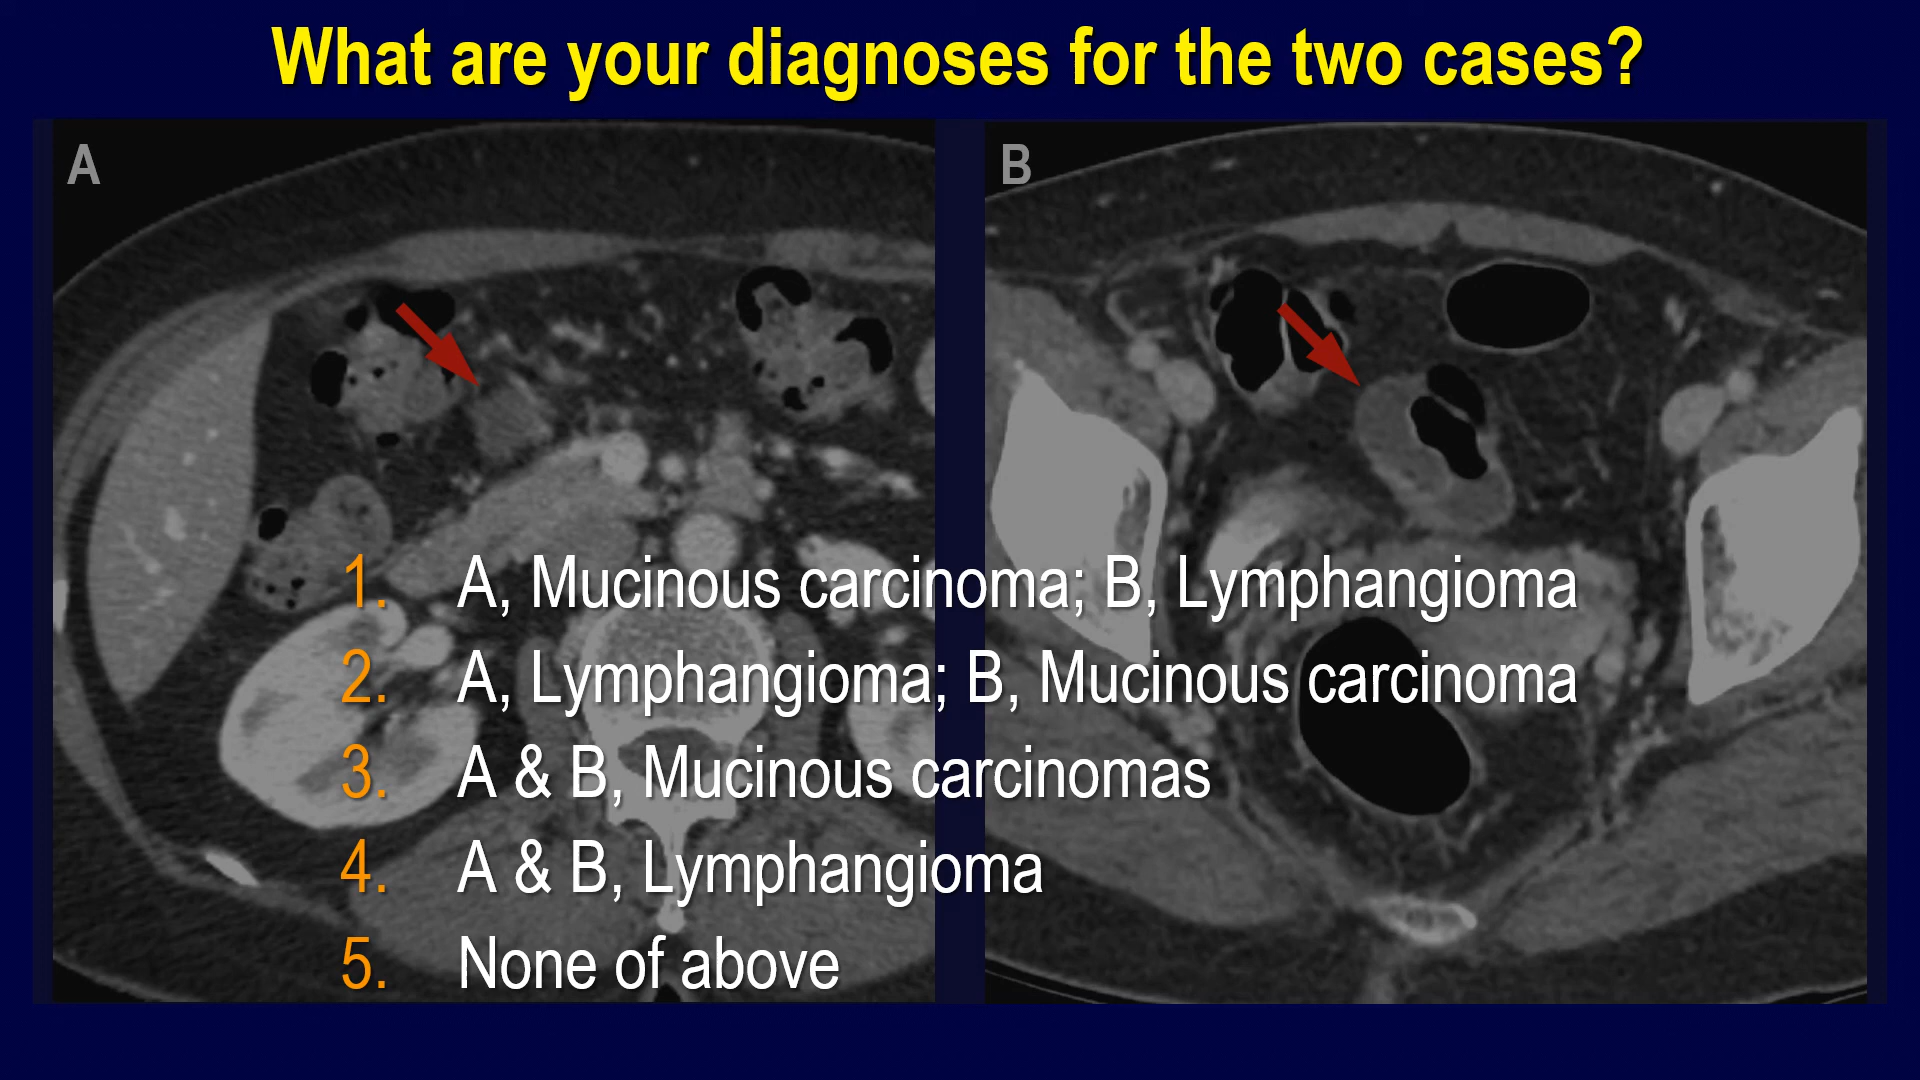 What are your diagnoses for the two cases?
A
B
1. A, Mucinous carcinoma; B, Lymphangioma
2. A, Lymphangioma; B, Mucinous carcinoma
3. A & B, Mucinous carcinomas
4. A & B, Lymphangioma
5. None of above